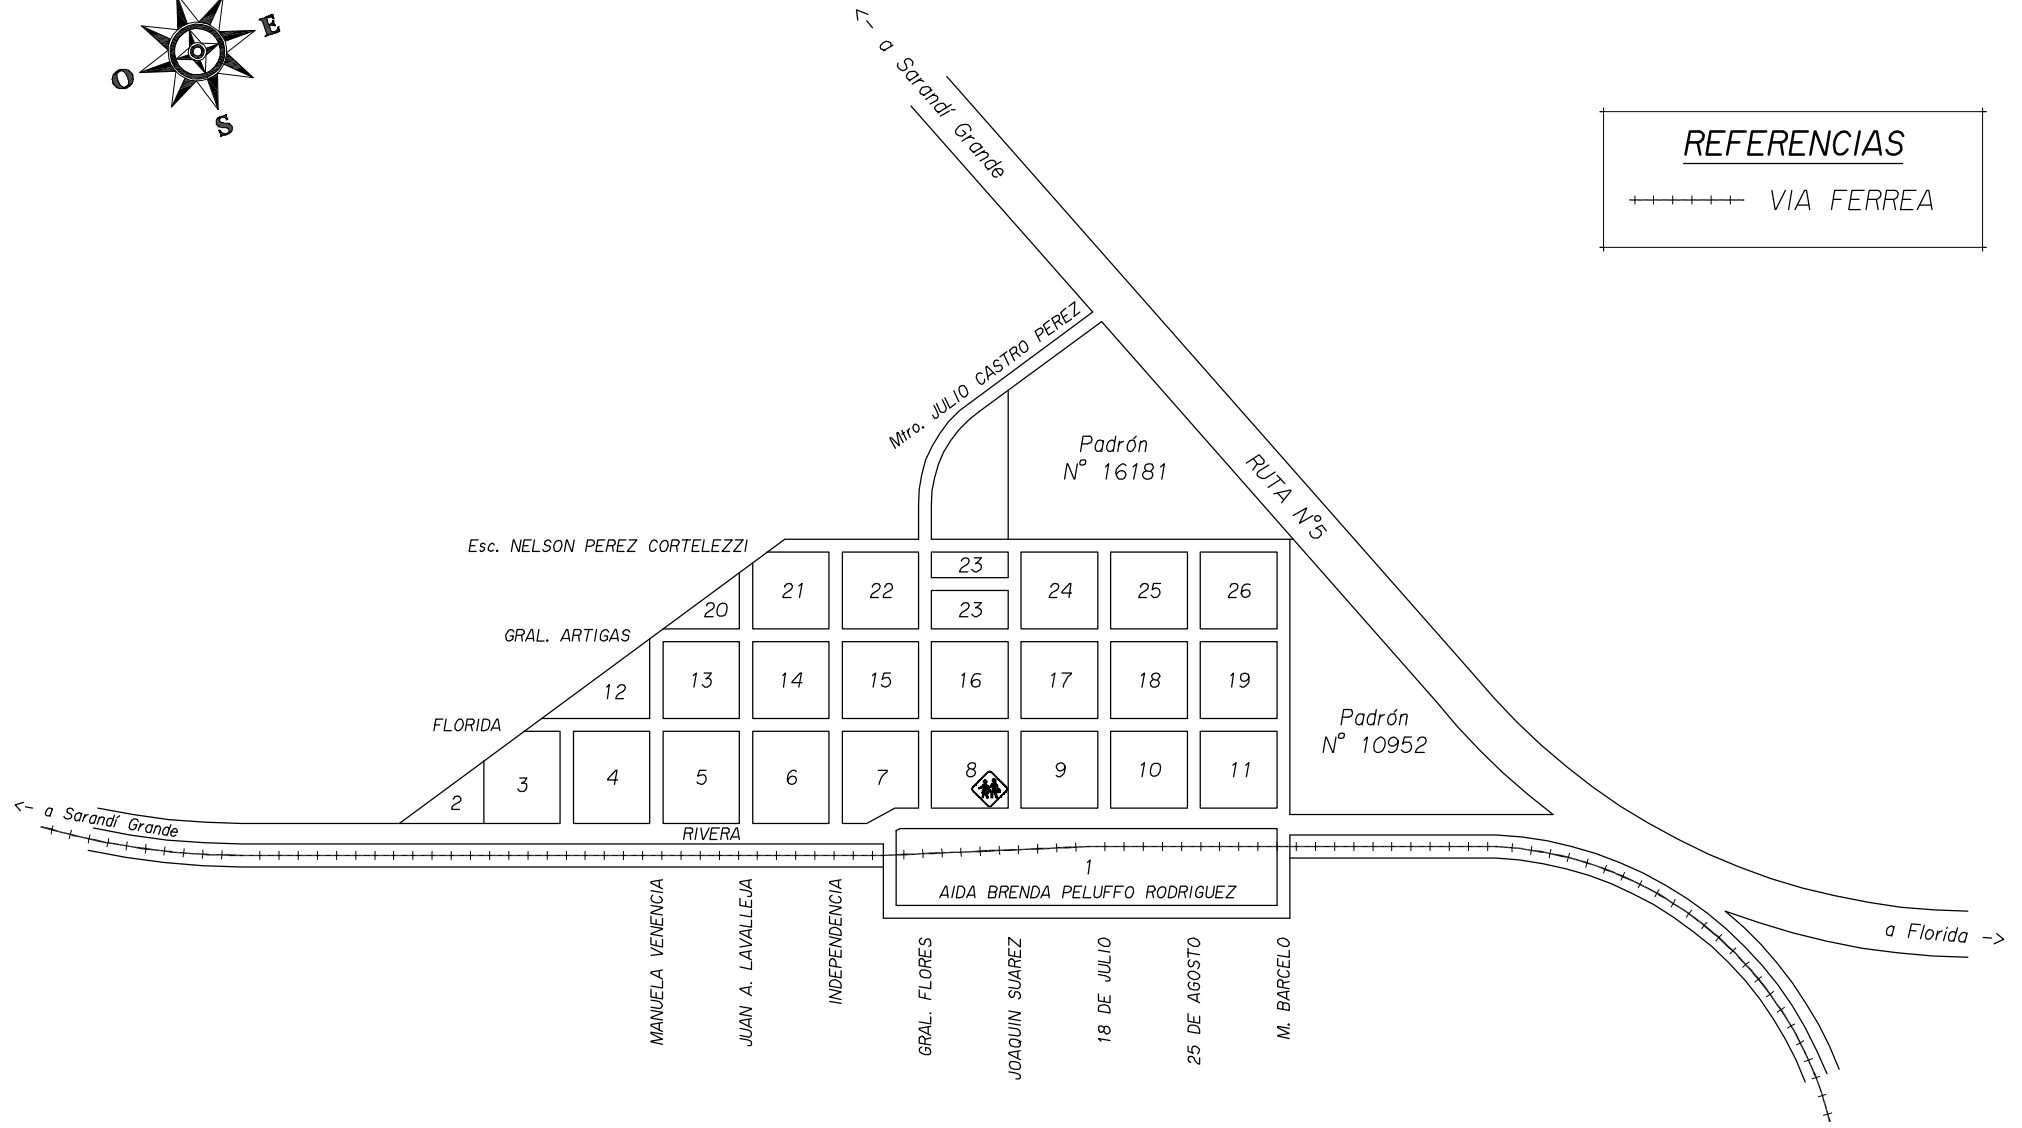 E
O
S
<- a Sarandí Grande
REFERENCIAS
VIA FERREA
Mtro. JULIO CASTRO PEREZ
Padrón
N° 16181
RUTA N°5
Esc. NELSON PEREZ CORTELEZZI
23
21
22
24
25
26
20
23
GRAL. ARTIGAS
12
13
14
15
16
17
18
19
FLORIDA
Padrón
N° 10952
2
3
4
5
6
7
8
9
10
11
<- a Sarandí Grande
RIVERA
1
AIDA BRENDA PELUFFO RODRIGUEZ
MANUELA VENENCIA
JUAN A. LAVALLEJA
INDEPENDENCIA
GRAL. FLORES
JOAQUIN SUAREZ
18 DE JULIO
25 DE AGOSTO
M. BARCELO
a Florida ->